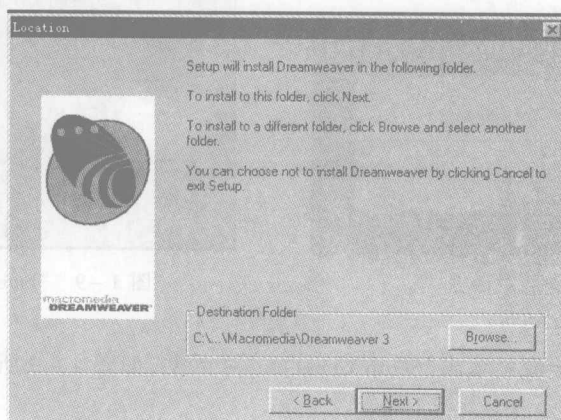 Location
Setup will install Dreamweaver in the following folder.
To install to this folder, click Next.
To install to a different folder, click Browse and select another
folder.
You can choose not to install Dreamweaver by clicking Cancel to
exit Setup.
macromedia
DREAMWEAVER
Destination Folder
C:\...\Macromedia\Dreamweaver 3
Browse...
< Back
Next >
Cancel